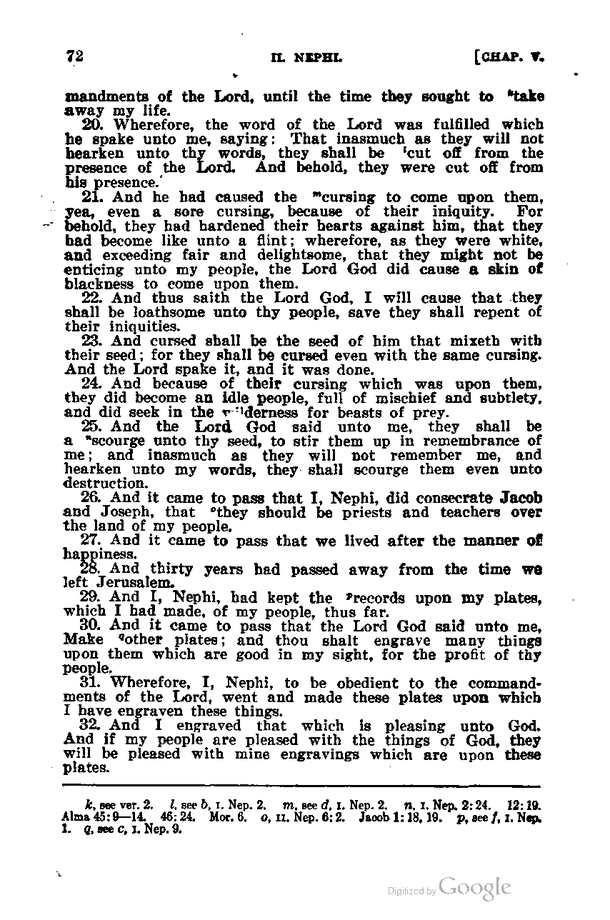 72 II. NEPHI. [CHAP. V.
mandments of the Lord, until the time they sought to ᵏtake
away my life.
20. Wherefore, the word of the Lord was fulfilled which
he spake unto me, saying: That inasmuch as they will not
hearken unto thy words, they shall be ˡcut off from the
presence of the Lord. And behold, they were cut off from
his presence.
21. And he had caused the ᵐcursing to come upon them,
yea, even a sore cursing, because of their iniquity. For
behold, they had hardened their hearts against him, that they
had become like unto a flint; wherefore, as they were white,
and exceeding fair and delightsome, that they might not be
enticing unto my people, the Lord God did cause a skin of
blackness to come upon them.
22. And thus saith the Lord God, I will cause that they
shall be loathsome unto thy people, save they shall repent of
their iniquities.
23. And cursed shall be the seed of him that mixeth with
their seed; for they shall be cursed even with the same cursing.
And the Lord spake it, and it was done.
24. And because of their cursing which was upon them,
they did become an idle people, full of mischief and subtlety,
and did seek in the wilderness for beasts of prey.
25. And the Lord God said unto me, they shall be
a ⁿscourge unto thy seed, to stir them up in remembrance of
me; and inasmuch as they will not remember me, and
hearken unto my words, they shall scourge them even unto
destruction.
26. And it came to pass that I, Nephi, did consecrate Jacob
and Joseph, that ᵒthey should be priests and teachers over
the land of my people.
27. And it came to pass that we lived after the manner of
happiness.
28. And thirty years had passed away from the time we
left Jerusalem.
29. And I, Nephi, had kept the ᵖrecords upon my plates,
which I had made, of my people, thus far.
30. And it came to pass that the Lord God said unto me,
Make ᑫother plates; and thou shalt engrave many things
upon them which are good in my sight, for the profit of thy
people.
31. Wherefore, I, Nephi, to be obedient to the command-
ments of the Lord, went and made these plates upon which
I have engraven these things.
32. And I engraved that which is pleasing unto God.
And if my people are pleased with the things of God, they
will be pleased with mine engravings which are upon these
plates.
k, see ver. 2. l, see b, I. Nep. 2. m, see d, I. Nep. 2. n, I. Nep. 2:24. 12:19.
Alma 45:9—14. 46:24. Mor. 6. o, II. Nep. 6:2. Jacob 1:18, 19. p, see f, I. Nep.
1. q, see c, I. Nep. 9.
Digitized by Google